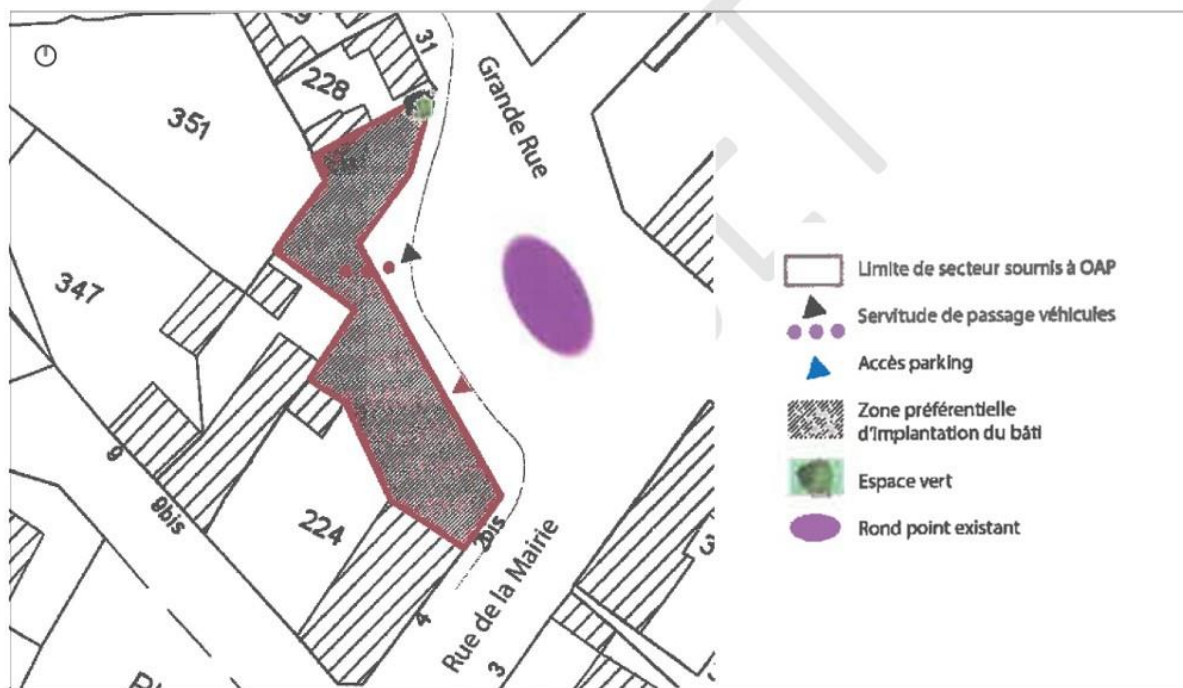 31
228
Grande Rue
351
347
9
9bis
224
2bis
Rue de la Mairie
4
3
Limite de secteur soumis à OAP
Servitude de passage véhicules
Accès parking
Zone préférentielle
d'implantation du bâti
Espace vert
Rond point existant